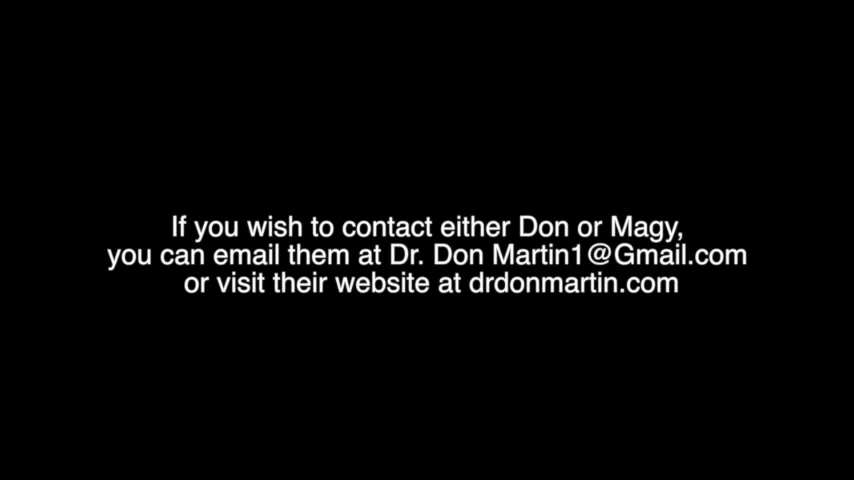 If you wish to contact either Don or Magy,
you can email them at Dr. Don Martin1@Gmail.com
or visit their website at drdonmartin.com